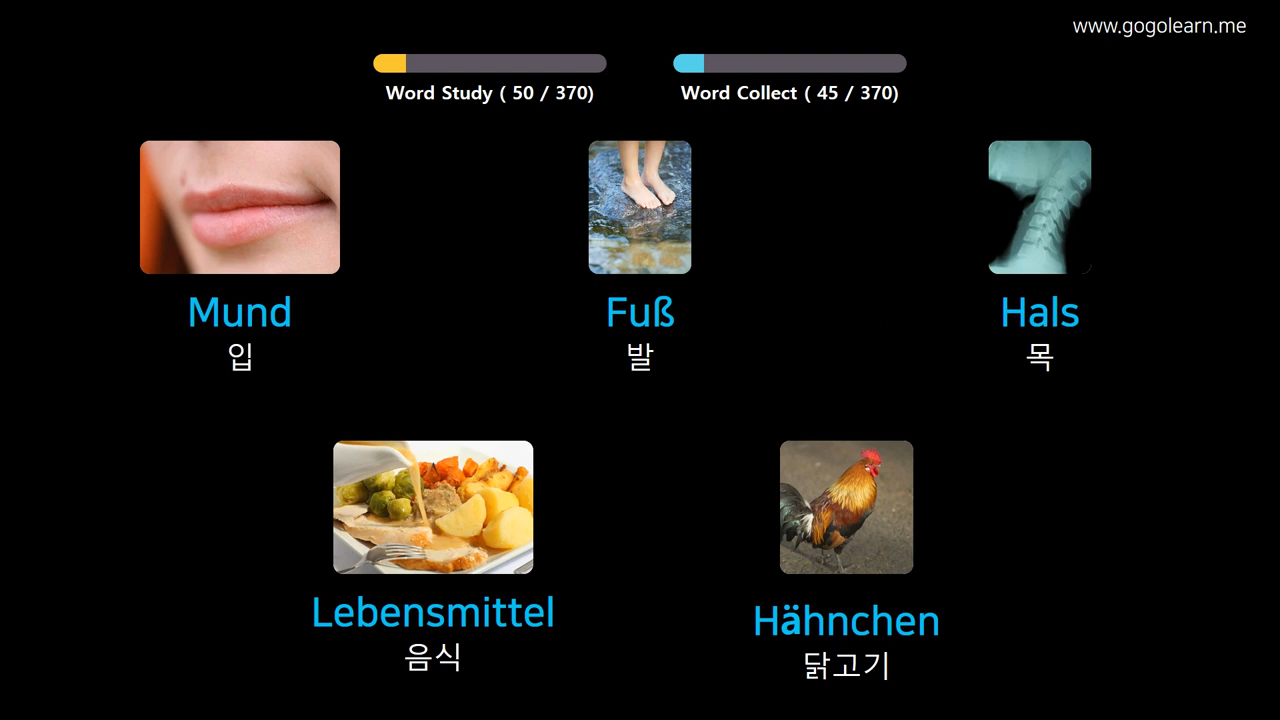 www.gogolearn.me
Word Study ( 50 / 370)
Word Collect ( 45 / 370)
Mund
입
Fuß
발
Hals
목
Lebensmittel
음식
Hähnchen
닭고기